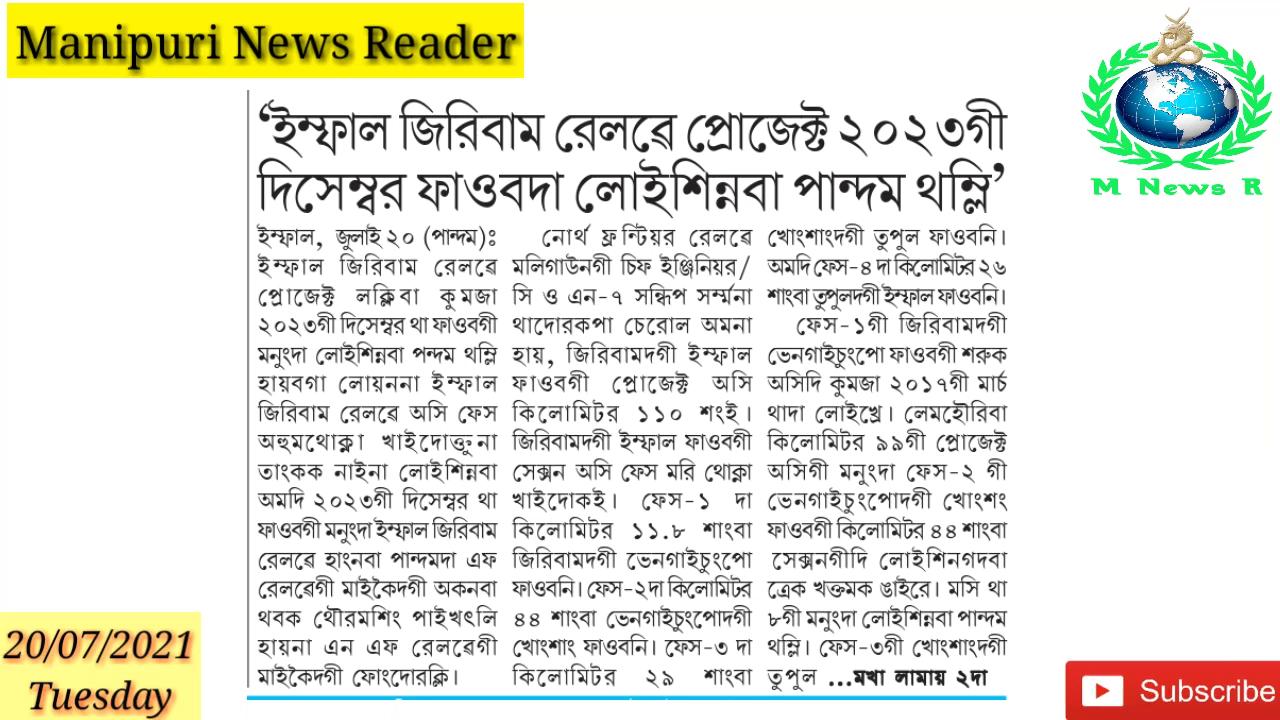 Manipuri News Reader
M News R
‘ইম্ফাল জিরিবাম রেলৱে প্রোজেক্ট ২০২৩গী
দিসেম্বর ফাওবদা লোইশিন্নবা পান্দম থম্লি’
ইম্ফাল, জুলাই ২০ (পান্দম)ঃ
ইম্ফাল জিরিবাম রেলৱে
প্রোজেক্ট লক্লিবা কুমজা
২০২৩গী দিসেম্বর থা ফাওবগী
মনুংদা লোইশিন্নবা পন্দম থম্লি
হায়বগা লোয়ননা ইম্ফাল
জিরিবাম রেলৱে অসি ফেস
অহুমথোক্না খাইদোক্তুনা
তাংকক নাইনা লোইশিন্নবা
অমদি ২০২৩গী দিসেম্বর থা
ফাওবগী মনুংদা ইম্ফাল জিরিবাম
রেলৱে হাংনবা পান্দমদা এফ
রেলৱেগী মাইকৈদগী অকনবা
থবক থৌরমশিং পাইখৎলি
হায়না এন এফ রেলৱেগী
মাইকৈদগী ফোংদোরক্লি।
নোর্থ ফ্রন্টিয়র রেলৱে
মলিগাউনগী চিফ ইঞ্জিনিয়র/
সি ও এন-৭ সন্ধিপ সর্ম্মনা
থাদোরকপা চেরোল অমনা
হায়, জিরিবামদগী ইম্ফাল
ফাওবগী প্রোজেক্ট অসি
কিলোমিটর ১১০ শংই।
জিরিবামদগী ইম্ফাল ফাওবগী
সেক্সন অসি ফেস মরি থোক্না
খাইদোকই। ফেস-১ দা
কিলোমিটর ১১.৮ শাংবা
জিরিবামদগী ভেনগাইচুংপো
ফাওবনি। ফেস-২দা কিলোমিটর
৪৪ শাংবা ভেনগাইচুংপোদগী
খোংশাং ফাওবনি। ফেস-৩ দা
কিলোমিটর ২৯ শাংবা
খোংশাংদগী তুপুল ফাওবনি।
অমদি ফেস-৪ দা কিলোমিটর ২৬
শাংবা তুপুলদগী ইম্ফাল ফাওবনি।
ফেস-১গী জিরিবামদগী
ভেনগাইচুংপো ফাওবগী শরুক
অসিদি কুমজা ২০১৭গী মার্চ
থাদা লোইখ্রে। লেমহৌরিবা
কিলোমিটর ৯৯গী প্রোজেক্ট
অসিগী মনুংদা ফেস-২ গী
ভেনগাইচুংপোদগী খোংশং
ফাওবগী কিলোমিটর ৪৪ শাংবা
সেক্সনগীদি লোইশিনগদবা
ত্রেক খক্তমক ঙাইরে। মসি থা
৮গী মনুংদা লোইশিন্নবা পান্দম
থম্লি। ফেস-৩গী খোংশাংদগী
তুপুল ...মখা লামায় ২দা
20/07/2021
Tuesday
Subscribe